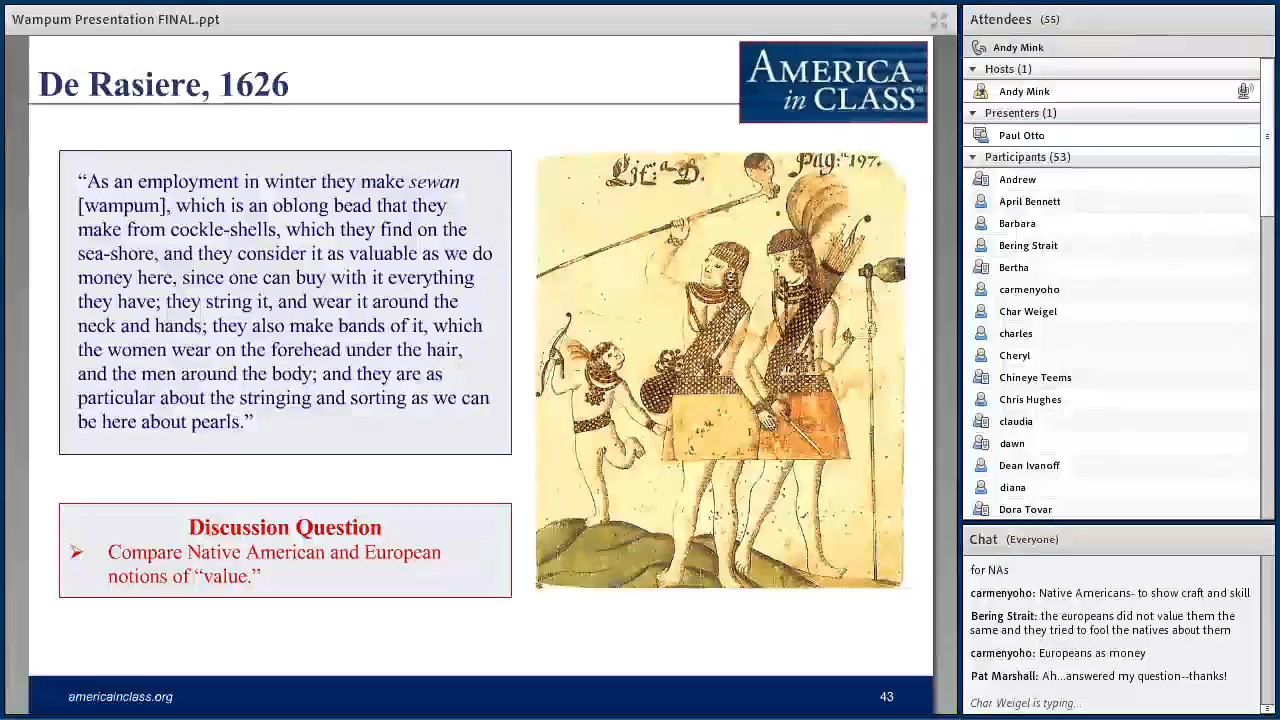 Wampum Presentation FINAL.ppt
De Rasiere, 1626
AMERICA
in CLASS®
“As an employment in winter they make sewan
[wampum], which is an oblong bead that they
make from cockle-shells, which they find on the
sea-shore, and they consider it as valuable as we do
money here, since one can buy with it everything
they have; they string it, and wear it around the
neck and hands; they also make bands of it, which
the women wear on the forehead under the hair,
and the men around the body; and they are as
particular about the stringing and sorting as we can
be here about pearls.”
Pag: 197.
Discussion Question
➢ Compare Native American and European
notions of “value.”
americainclass.org
43
Attendees (55)
Andy Mink
Hosts (1)
Andy Mink
Presenters (1)
Paul Otto
Participants (53)
Andrew
April Bennett
Barbara
Bering Strait
Bertha
carmenyoho
Char Weigel
charles
Cheryl
Chineye Teems
Chris Hughes
claudia
dawn
Dean Ivanoff
diana
Dora Tovar
Chat (Everyone)
for NAs
carmenyoho: Native Americans- to show craft and skill
Bering Strait: the europeans did not value them the
same and they tried to fool the natives about them
carmenyoho: Europeans as money
Pat Marshall: Ah...answered my question--thanks!
Char Weigel is typing...